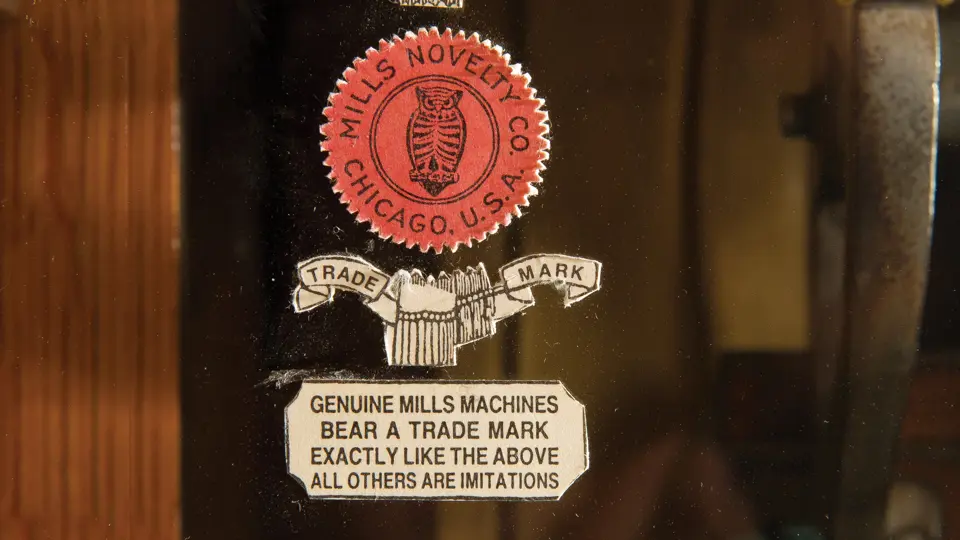 MILLS NOVELTY CO.
CHICAGO, U.S.A.
TRADE MARK
GENUINE MILLS MACHINES
BEAR A TRADE MARK
EXACTLY LIKE THE ABOVE
ALL OTHERS ARE IMITATIONS